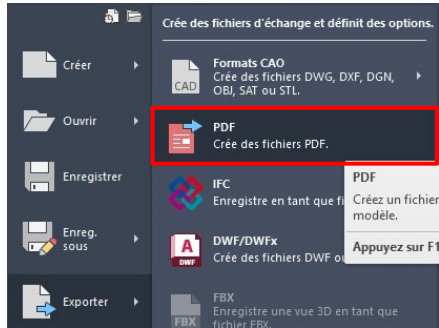 Crée des fichiers d'échange et définit des options.
Créer
Formats CAO
Crée des fichiers DWG, DXF, DGN,
OBJ, SAT ou STL.
CAD
Ouvrir
PDF
Crée des fichiers PDF.
Enregistrer
IFC
Enregistre en tant que
PDF
Créez un fichier
modèle.
Enreg.
sous
DWF/DWFx
Crée des fichiers DWF
A
DWF
Appuyez sur F1
Exporter
FBX
Enregistre une vue 3D en tant que
fichier FBX.
FBX